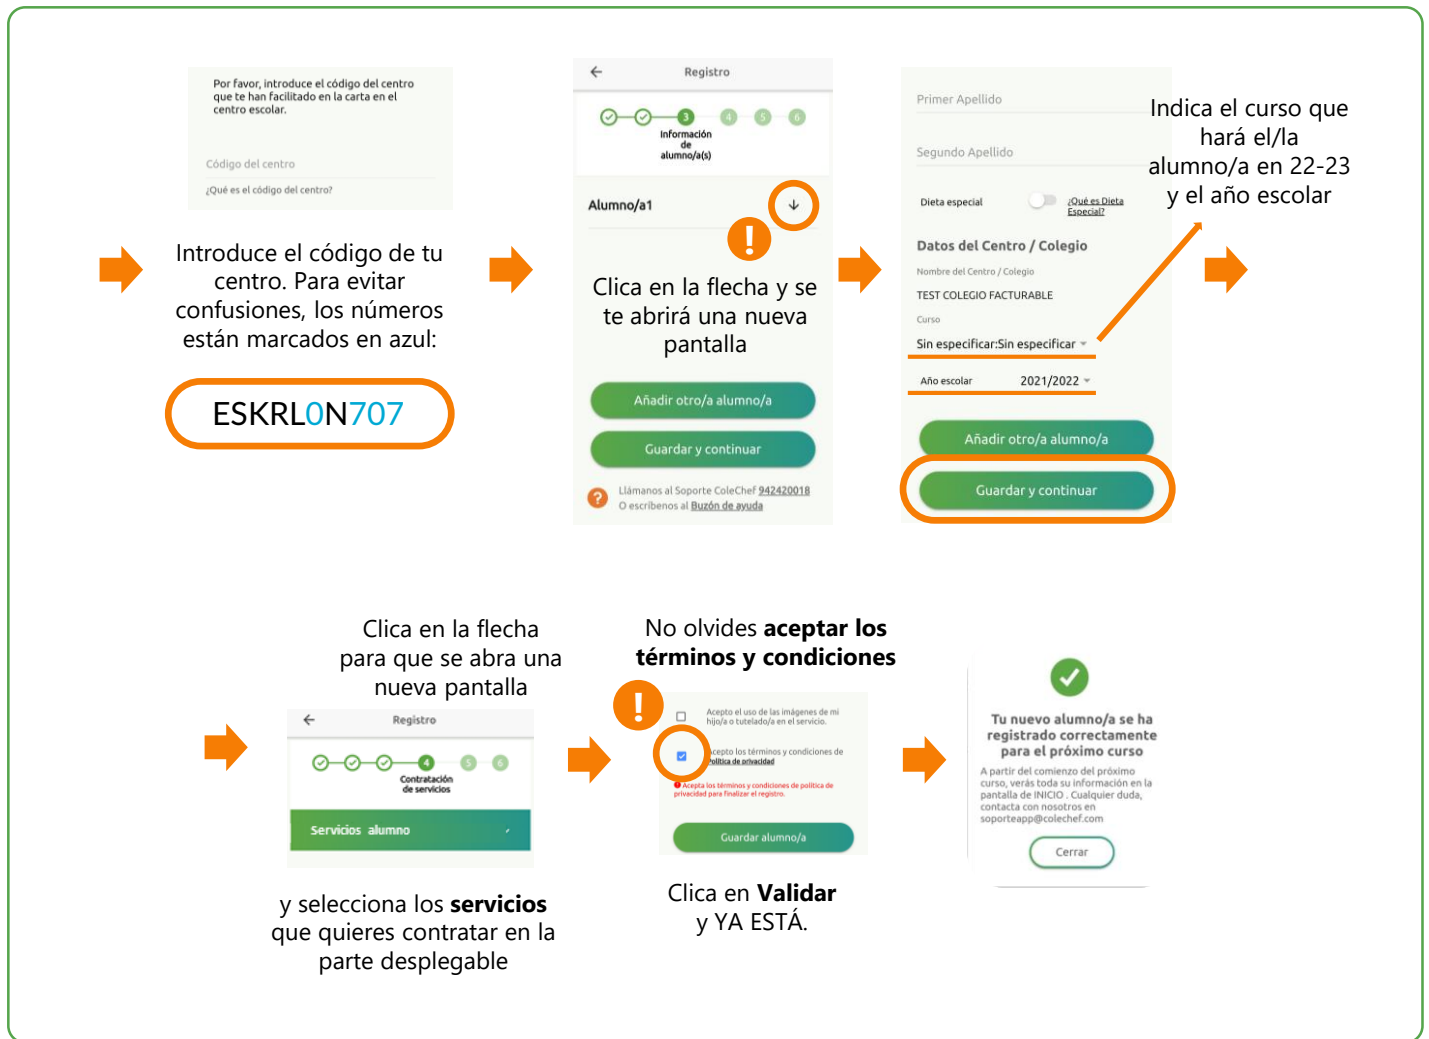 Por favor, introduce el código del centro
que te han facilitado en la carta en el
centro escolar.
Código del centro
¿Qué es el código del centro?
Introduce el código de tu
centro. Para evitar
confusiones, los números
están marcados en azul:
ESKRL0N707
Registro
3
4
5
6
Información
de
alumno/a(s)
Alumno/a1
!
Clica en la flecha y se
te abrirá una nueva
pantalla
Añadir otro/a alumno/a
Guardar y continuar
?
Llámanos al Soporte ColeChef 942420018
O escríbenos al Buzón de ayuda
Primer Apellido
Segundo Apellido
Dieta especial
¿Qué es Dieta
Especial?
Datos del Centro / Colegio
Nombre del Centro / Colegio
TEST COLEGIO FACTURABLE
Curso
Sin especificar:Sin especificar
Año escolar 2021/2022
Añadir otro/a alumno/a
Guardar y continuar
Indica el curso que
hará el/la
alumno/a en 22-23
y el año escolar
Clica en la flecha
para que se abra una
nueva pantalla
Registro
4
5
6
Contratación
de servicios
Servicios alumno
y selecciona los servicios
que quieres contratar en la
parte desplegable
No olvides aceptar los
términos y condiciones
!
Acepto el uso de las imágenes de mi
hijo/a o tutelado/a en el servicio.
Acepto los términos y condiciones de
Política de privacidad
Acepta los términos y condiciones de política de
privacidad para finalizar el registro.
Guardar alumno/a
Clica en Validar
y YA ESTÁ.
Tu nuevo alumno/a se ha
registrado correctamente
para el próximo curso
A partir del comienzo del próximo
curso, verás toda su información en la
pantalla de INICIO . Cualquier duda,
contacta con nosotros en
soporteapp@colechef.com
Cerrar